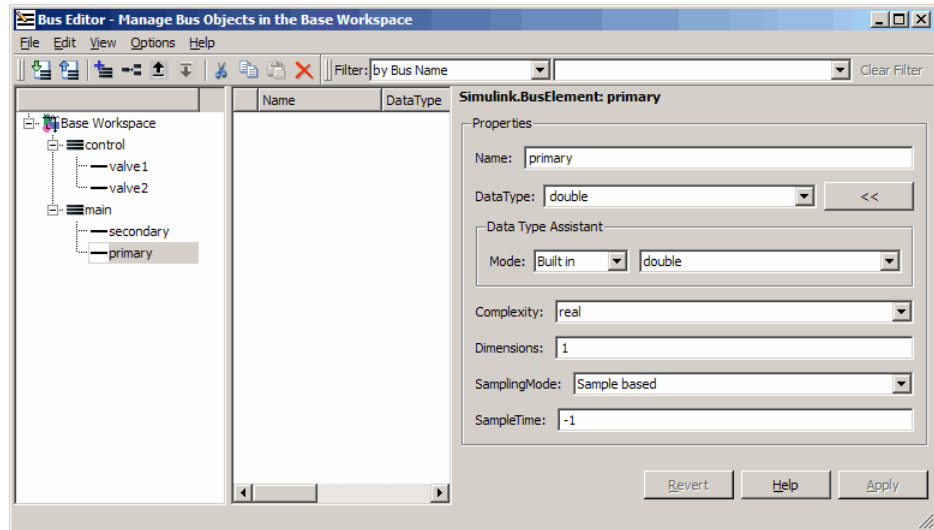 Bus Editor - Manage Bus Objects in the Base Workspace
File Edit View Options Help
Filter: by Bus Name Clear Filter
Name DataType
Base Workspace
control
valve1
valve2
main
secondary
primary
Simulink.BusElement: primary
Properties
Name: primary
DataType: double <<
Data Type Assistant
Mode: Built in double
Complexity: real
Dimensions: 1
SamplingMode: Sample based
SampleTime: -1
Revert Help Apply